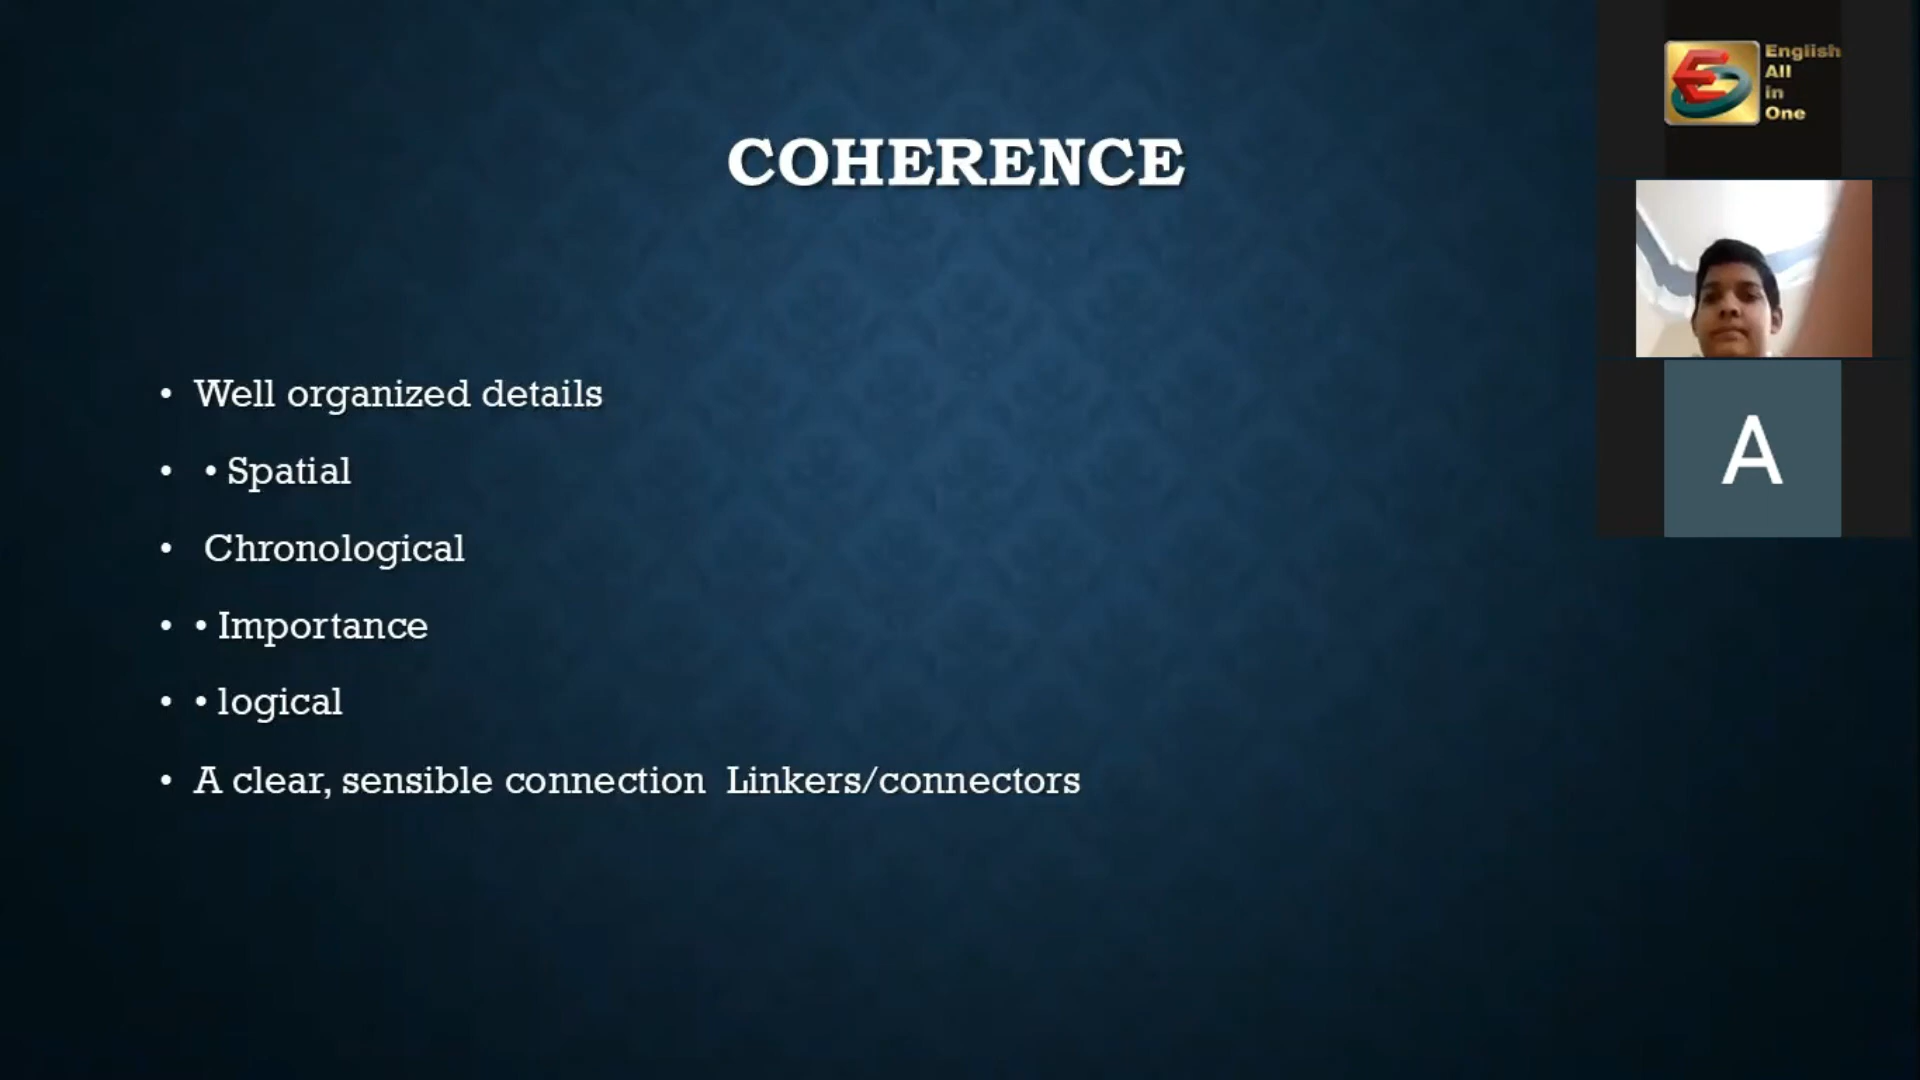 COHERENCE
• Well organized details
• • Spatial
• Chronological
• • Importance
• • logical
• A clear, sensible connection Linkers/connectors
English
All
in
One
A